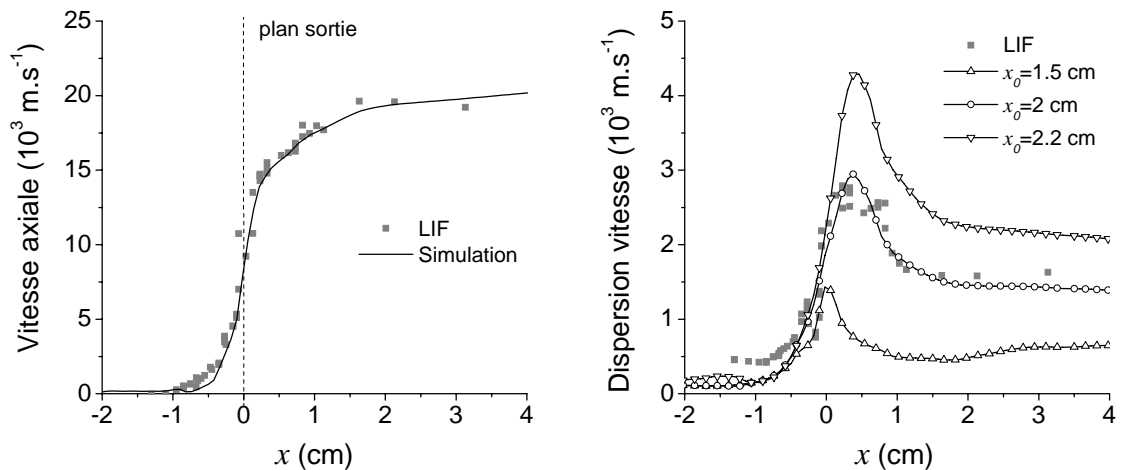 25
20
15
10
5
0
-2
-1
0
1
2
3
4
Vitesse axiale (10³ m.s⁻¹)
x (cm)
plan sortie
LIF
Simulation
5
4
3
2
1
0
-2
-1
0
1
2
3
4
Dispersion vitesse (10³ m.s⁻¹)
x (cm)
LIF
x₀=1.5 cm
x₀=2 cm
x₀=2.2 cm